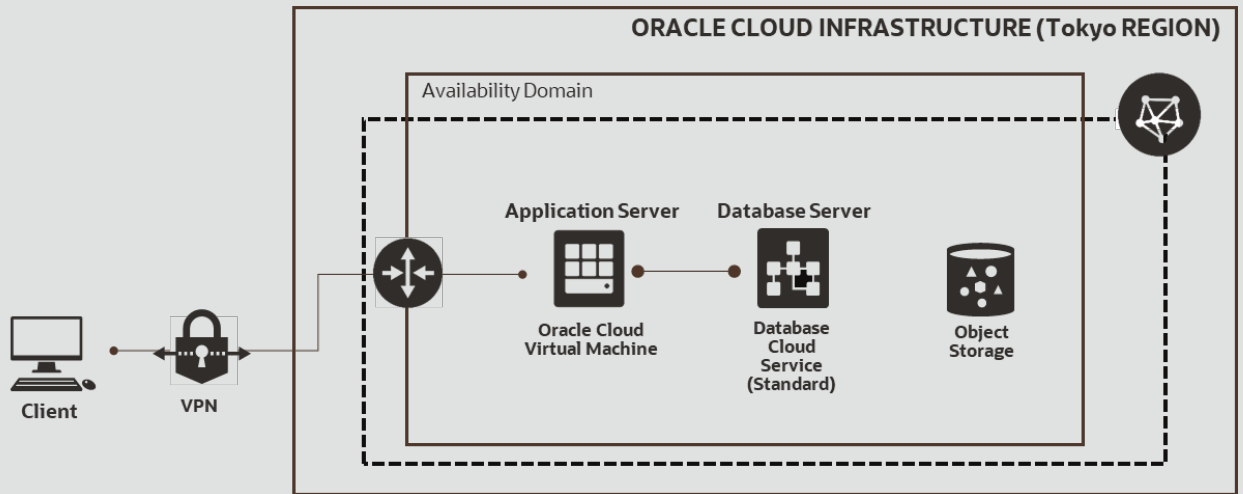 ORACLE CLOUD INFRASTRUCTURE (Tokyo REGION)
Availability Domain
Application Server
Database Server
Oracle Cloud
Virtual Machine
Database
Cloud
Service
(Standard)
Object
Storage
Client
VPN